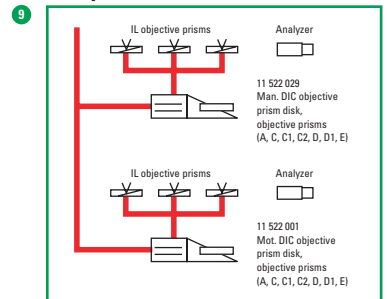 9
IL objective prisms
Analyzer
11 522 029
Man. DIC objective
prism disk,
objective prisms
(A, C, C1, C2, D, D1, E)
IL objective prisms
Analyzer
11 522 001
Mot. DIC objective
prism disk,
objective prisms
(A, C, C1, C2, D, D1, E)